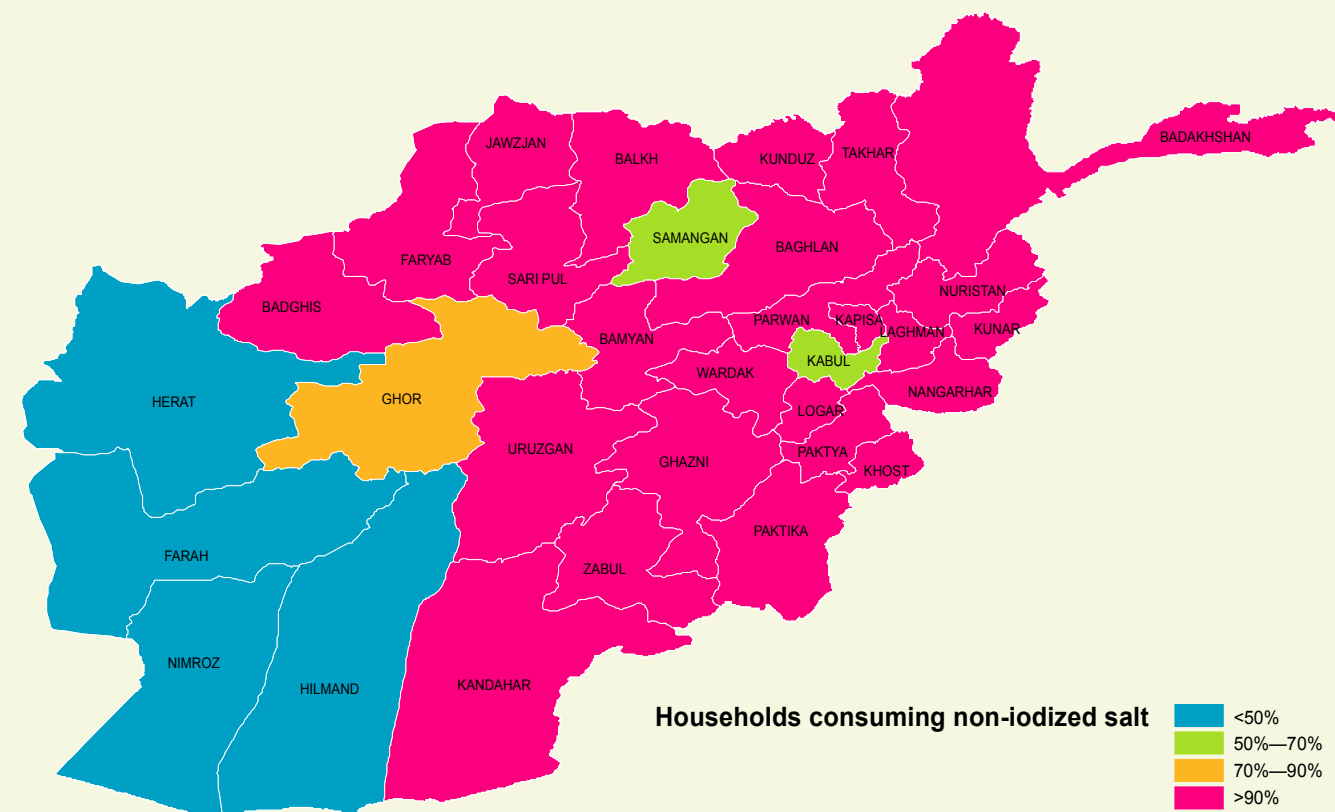 JAWZJAN
BALKH
KUNDUZ
TAKHAR
BADAKHSHAN
SAMANGAN
BAGHLAN
FARYAB
SARI PUL
BADGHIS
NURISTAN
PARWAN
KAPISA
LAGHMAN
KUNAR
BAMYAN
KABUL
WARDAK
NANGARHAR
HERAT
GHOR
LOGAR
URUZGAN
GHAZNI
PAKTYA
KHOST
PAKTIKA
FARAH
ZABUL
NIMROZ
HILMAND
KANDAHAR
Households consuming non-iodized salt
<50%
50%—70%
70%—90%
>90%